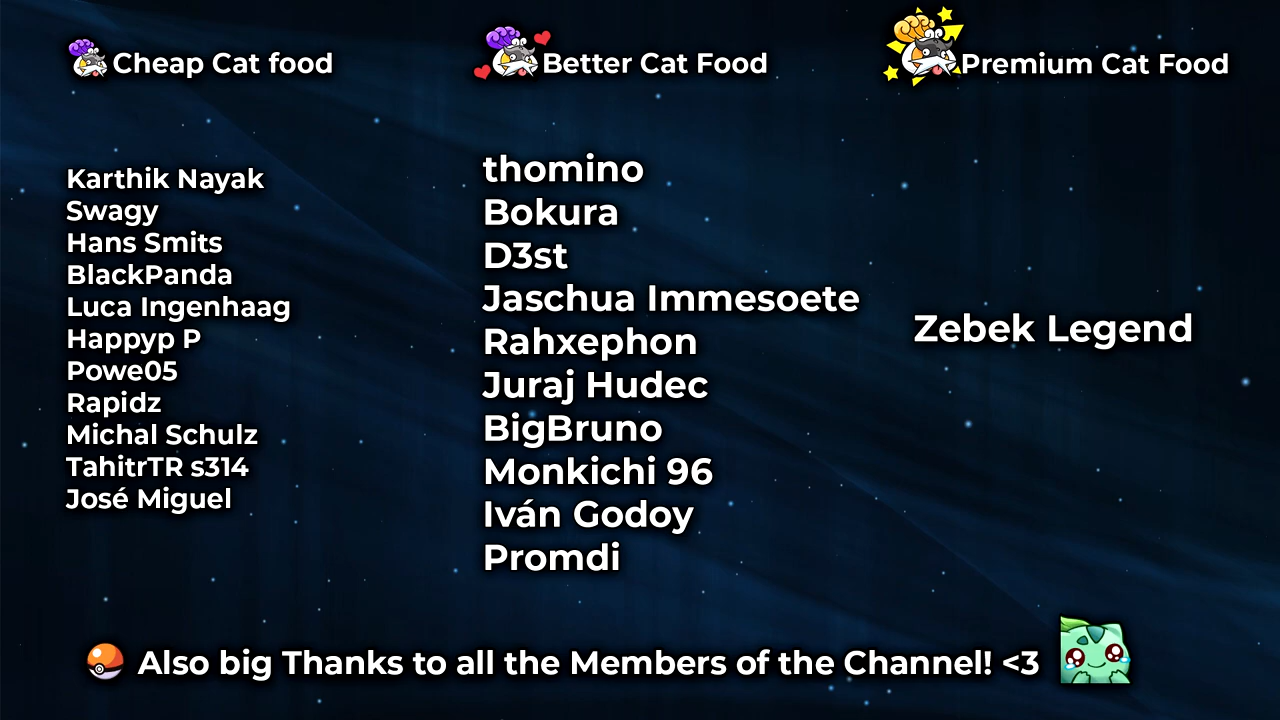 Cheap Cat food
Better Cat Food
Premium Cat Food
Karthik Nayak
Swagy
Hans Smits
BlackPanda
Luca Ingenhaag
Happyp P
Powe05
Rapidz
Michal Schulz
TahitrTR s314
José Miguel
thomino
Bokura
D3st
Jaschua Immesoete
Rahxephon
Juraj Hudec
BigBruno
Monkichi 96
Iván Godoy
Promdi
Zebek Legend
Also big Thanks to all the Members of the Channel! <3